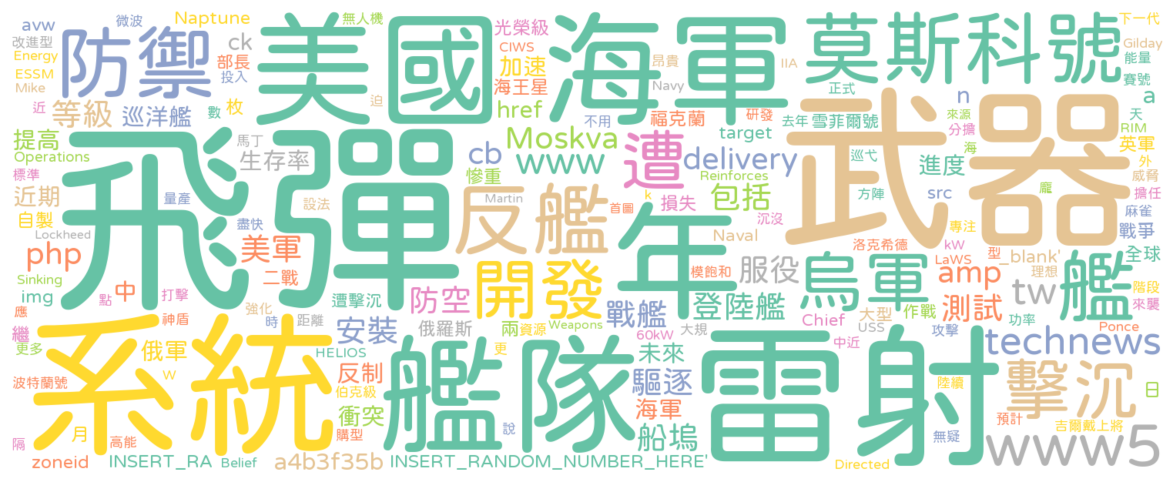 avw 微波 Naptune 無人機 光榮級 莫斯科號 下一代
改進型 防禦 ck 美國 海軍 CIWS 昂貴 IIA Gilday
Energy 部長 加速 能量
ESSM 投入 海王星 Navy 正式 賽號
Mike 近 等級 巡洋艦 數 枚 迫 href 福克蘭 不用 研發 去年 雪菲爾號 n 來源 天 a
提高 馬丁 Moskva 遭 target 武器 分擔 RIM
Operations 飛彈 生存率 cb www delivery 巡弋 進度 海 英軍
標準 慘重 Reinforces 外
近期 量產 設法 Martin k 包括 方陣 src 龐 威脅
自製 首圖 損失 沉沒 擔任
Lockheed 盡快 反艦 年 Naval 洛克希德 專注 麻雀
php 美軍 kW 型 戰爭
Sinking 中 二戰 開發 模飽和 服役 烏軍 LaWS _blank' 艦 全球
img 點 打擊 遭擊沉 防空 amp 理想 階段
應 強化 距離 兩 資源 戰艦 登陸艦 大型 作戰 測試 tw 來襲
繼 神盾 時 安裝 俄羅斯 Weapons 大規 Chief USS 攻擊 功率 Ponce
更多 俄軍 HELIOS 更 60kW 未來 中近 technews
系統 艦隊 雷射 擊沉
波特蘭號 w 伯克級 反制 驅逐 陸續 日
月 衝突 海軍 預計
隔 高能 購型 說 船塢 無疑 吉爾戴上將
zoneid INSERT_RA Belief a4b3f35b INSERT_RANDOM_NUMBER_HERE' Directed www5